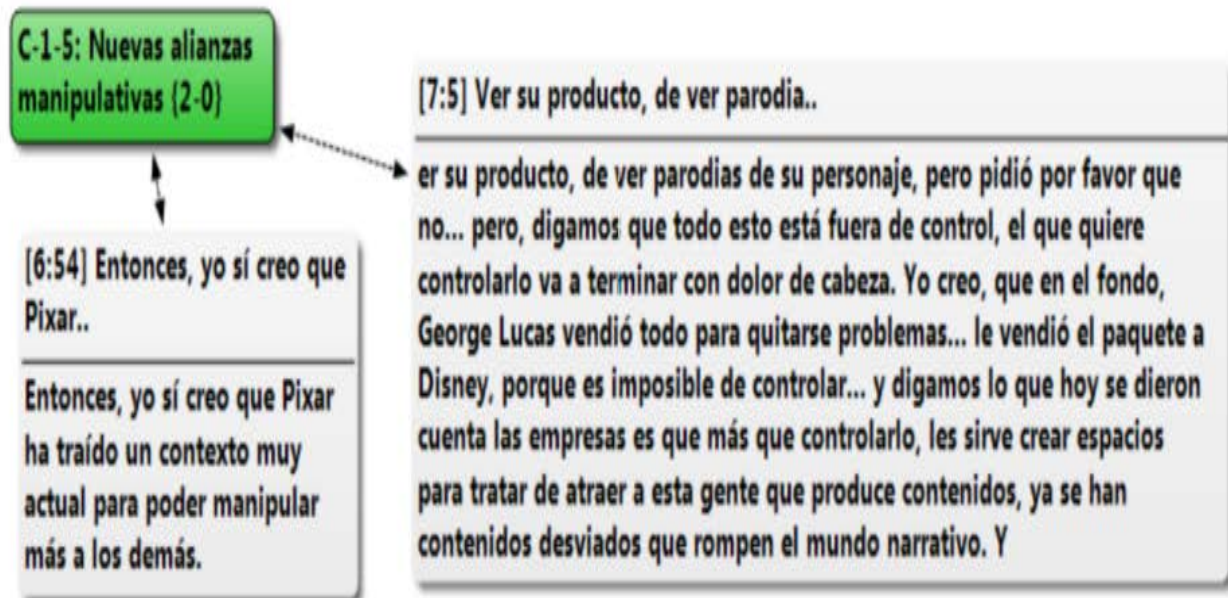 C-1-5: Nuevas alianzas
manipulativas {2-0}
[6:54] Entonces, yo sí creo que
Pixar..
Entonces, yo sí creo que Pixar
ha traído un contexto muy
actual para poder manipular
más a los demás.
[7:5] Ver su producto, de ver parodia..
er su producto, de ver parodias de su personaje, pero pidió por favor que
no... pero, digamos que todo esto está fuera de control, el que quiere
controlarlo va a terminar con dolor de cabeza. Yo creo, que en el fondo,
George Lucas vendió todo para quitarse problemas... le vendió el paquete a
Disney, porque es imposible de controlar... y digamos lo que hoy se dieron
cuenta las empresas es que más que controlarlo, les sirve crear espacios
para tratar de atraer a esta gente que produce contenidos, ya se han
contenidos desviados que rompen el mundo narrativo. Y